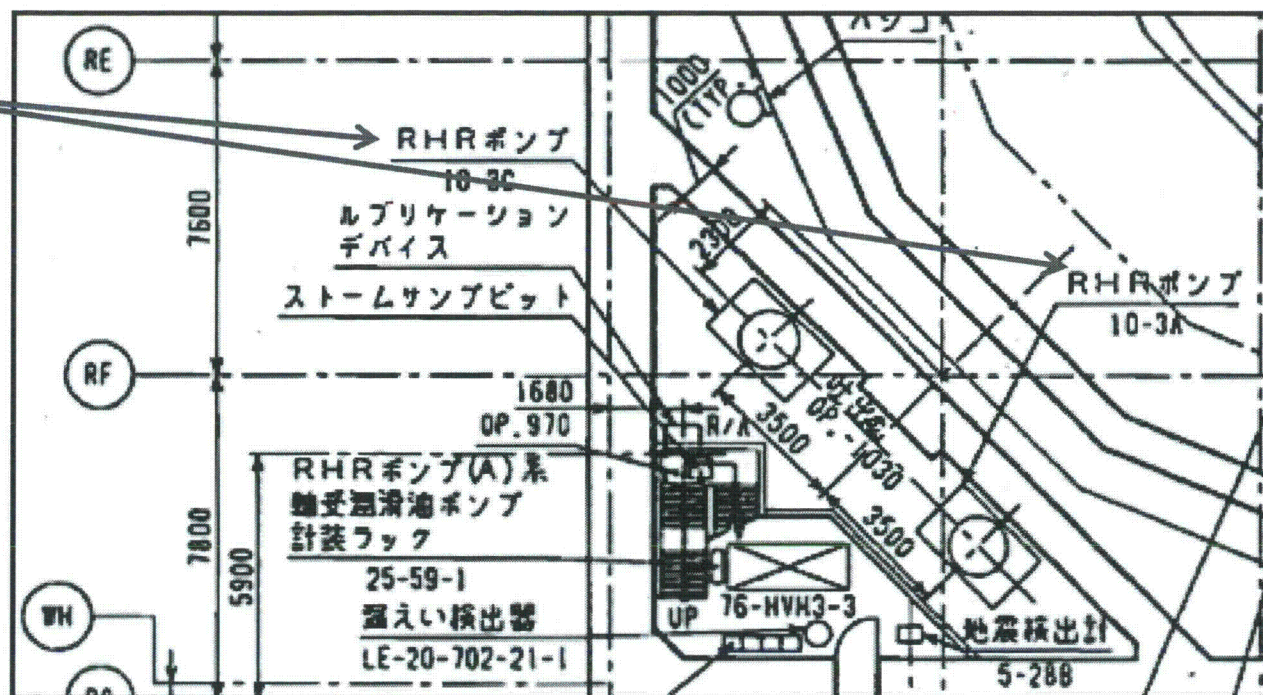 RE
1000
(TYP.)
RHRポンプ
10-3C
ルブリケーション
デバイス
ストームサンプピット
7600
2300
RHRポンプ
10-3A
RF
1680
OP.970
R/A
3500
OP.-1030
3500
RHRポンプ(A)系
軸受潤滑油ポンプ
計装ラック
25-59-1
7800
5900
漏えい検出器
LE-20-702-21-1
WH
UP
76-HVH3-3
地震検出計
5-28B